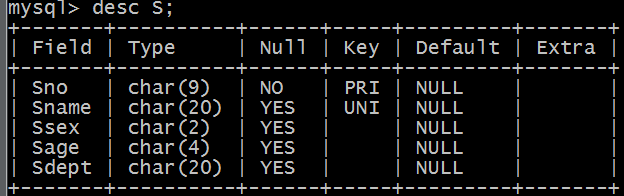 mysql> desc S;
+--------+----------+------+-----+---------+-------+
| Field  | Type     | Null | Key | Default | Extra |
+--------+----------+------+-----+---------+-------+
| Sno    | char(9)  | NO   | PRI | NULL    |       |
| Sname  | char(20) | YES  | UNI | NULL    |       |
| Ssex   | char(2)  | YES  |     | NULL    |       |
| Sage   | char(4)  | YES  |     | NULL    |       |
| Sdept  | char(20) | YES  |     | NULL    |       |
+--------+----------+------+-----+---------+-------+